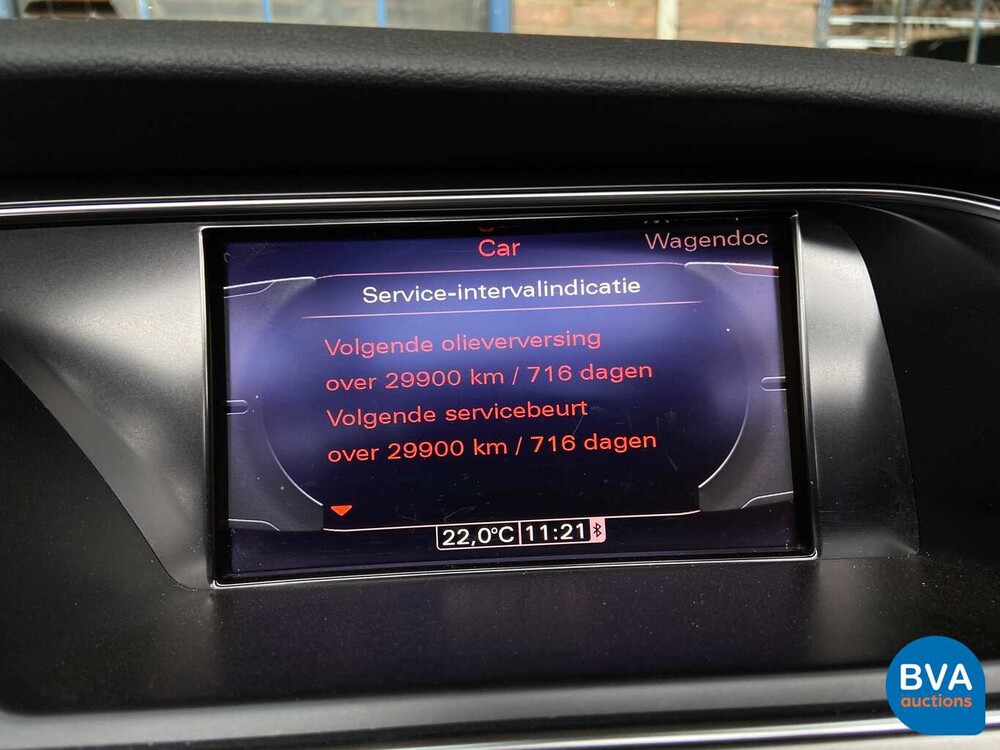 Car
Wagendoc
Service-intervalindicatie
Volgende olieverversing
over 29900 km / 716 dagen
Volgende servicebeurt
over 29900 km / 716 dagen
22,0°C 11:21
BVA
auctions